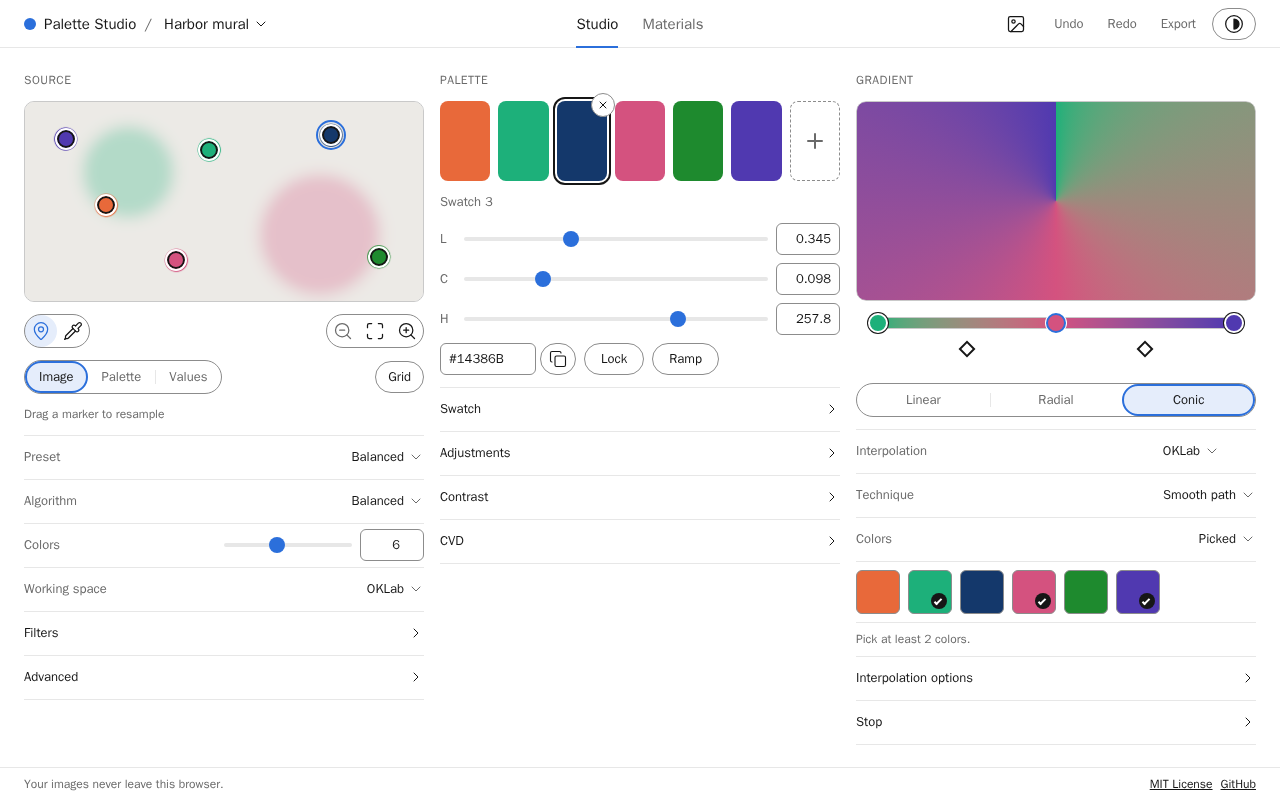 Palette Studio / Harbor mural
Studio
Materials
Undo
Redo
Export
SOURCE
Image
Palette
Values
Grid
Drag a marker to resample
Preset
Balanced
Algorithm
Balanced
Colors
6
Working space
OKLab
Filters
Advanced
PALETTE
Swatch 3
L
0.345
C
0.098
H
257.8
#14386B
Lock
Ramp
Swatch
Adjustments
Contrast
CVD
GRADIENT
Linear
Radial
Conic
Interpolation
OKLab
Technique
Smooth path
Colors
Picked
Pick at least 2 colors.
Interpolation options
Stop
Your images never leave this browser.
MIT License
GitHub